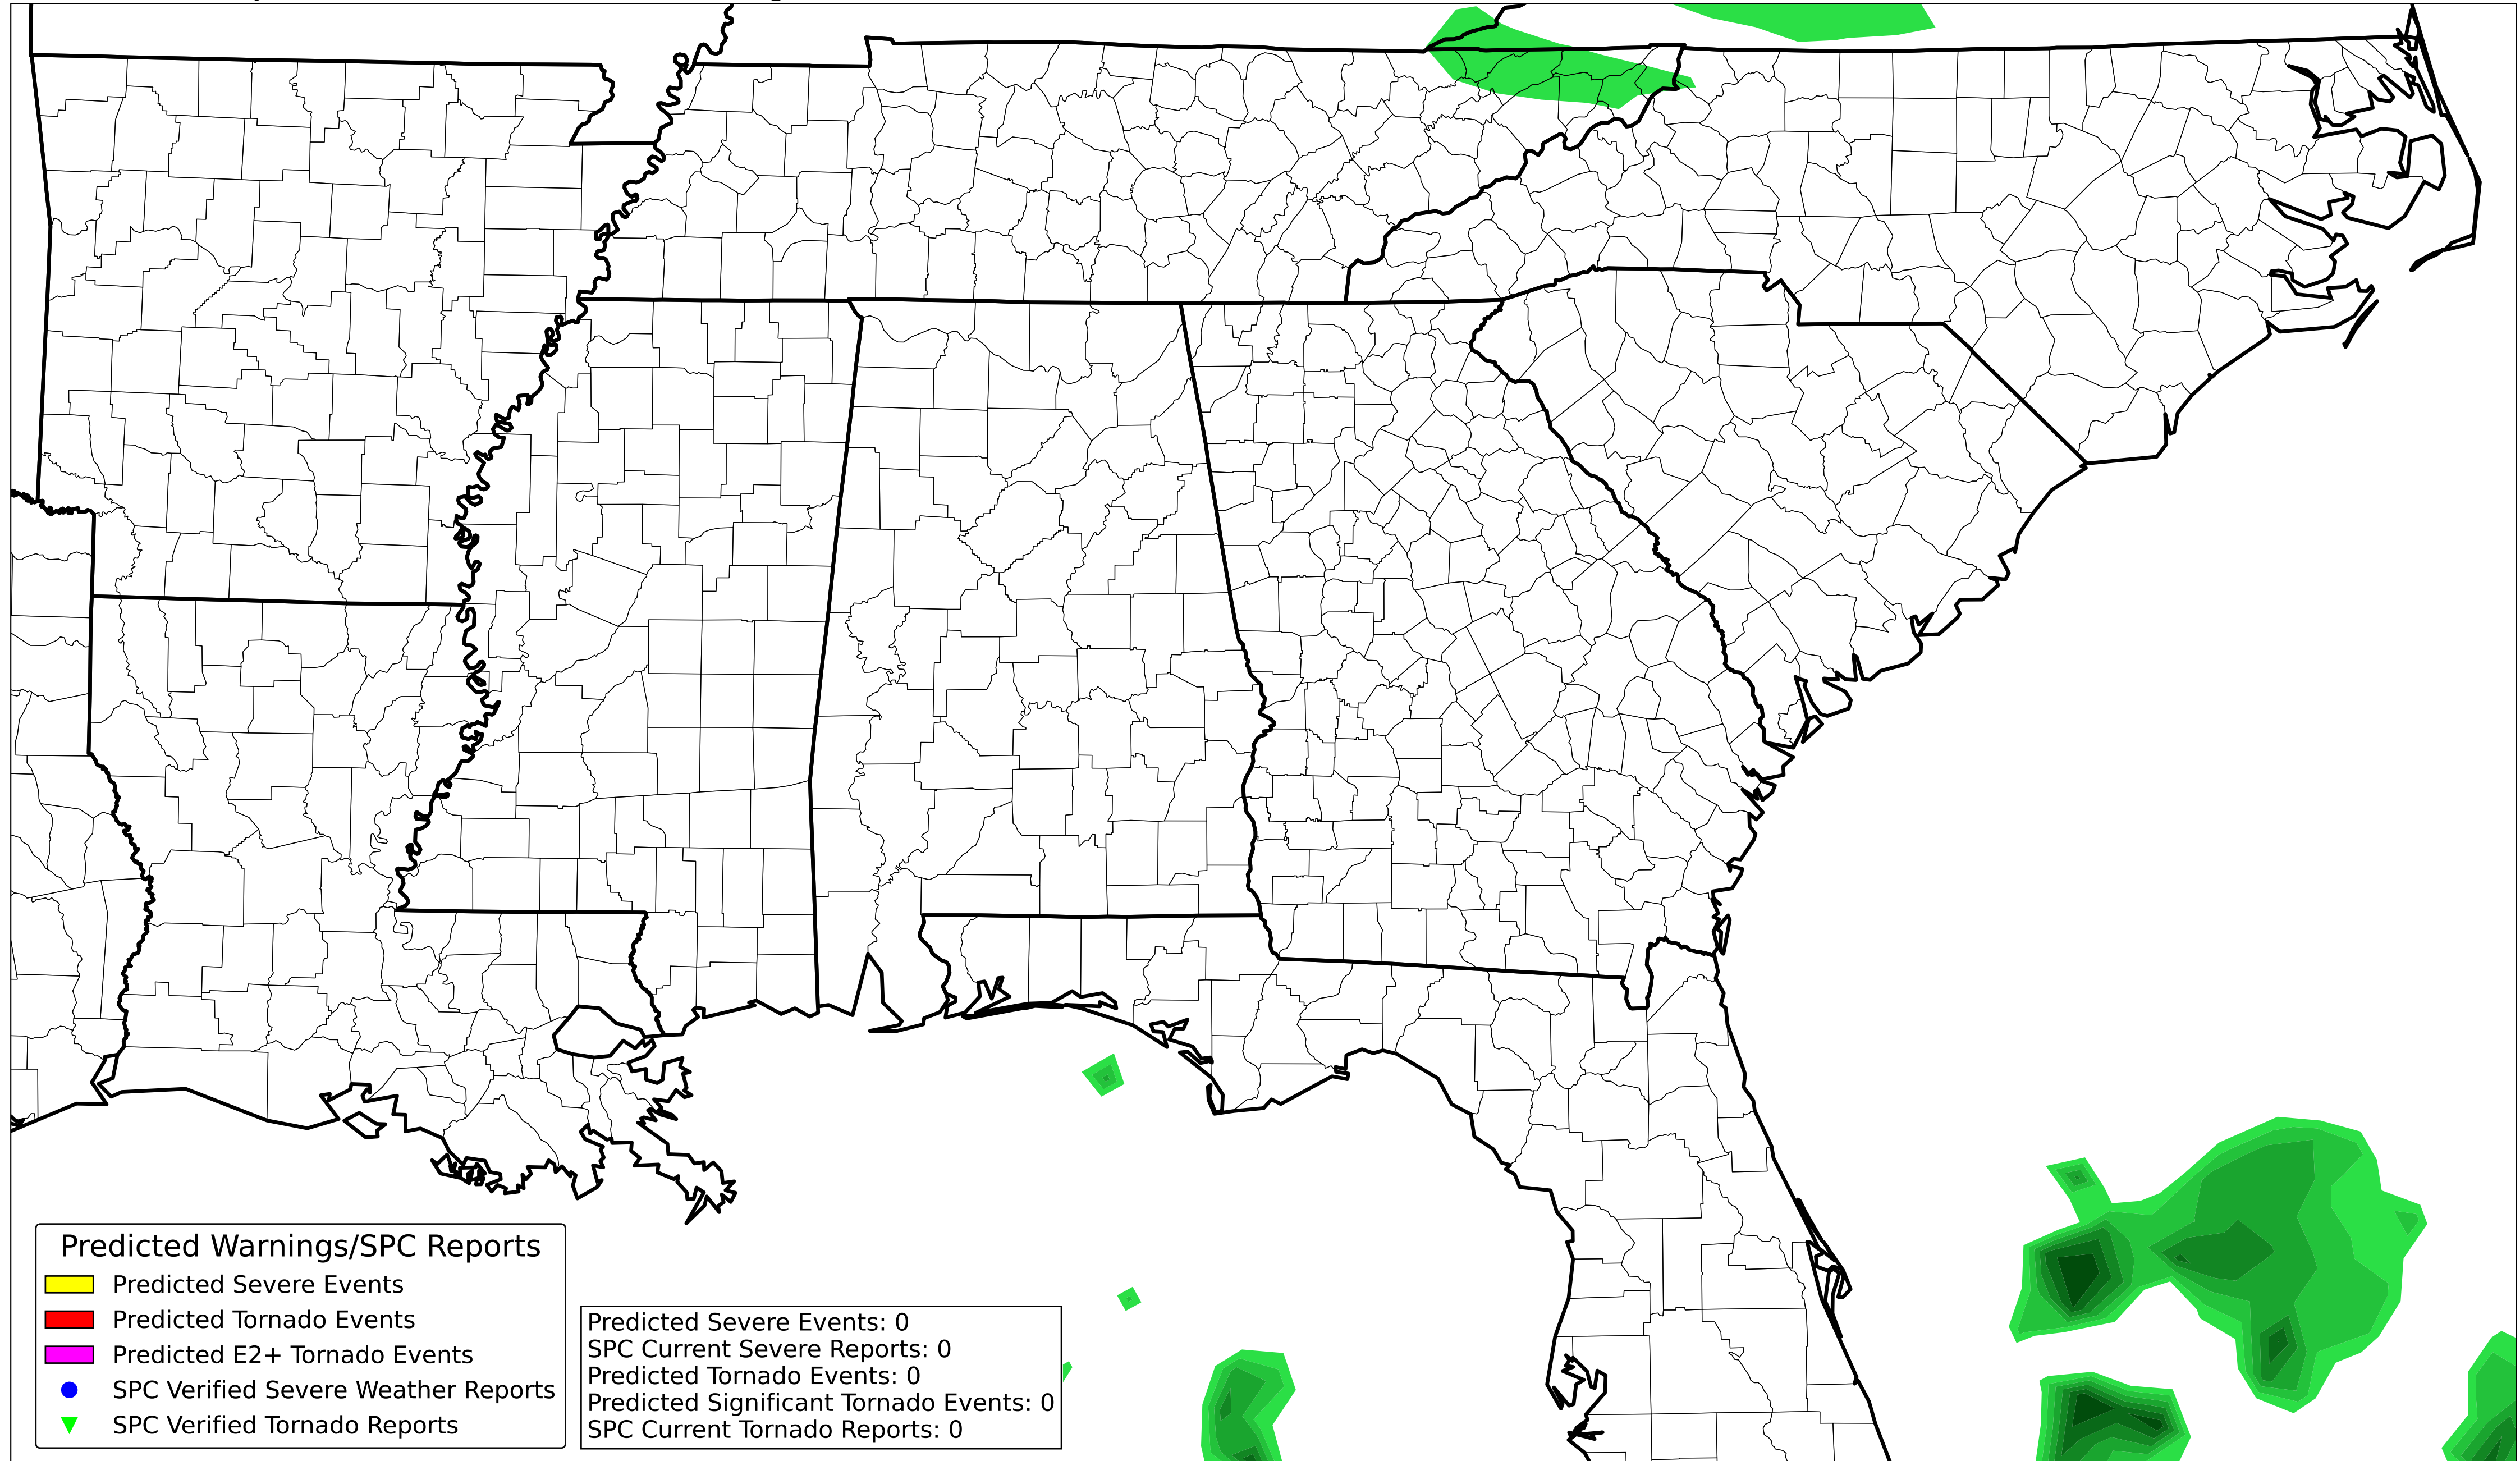 Predicted Warnings/SPC Reports
Predicted Severe Events
Predicted Tornado Events
Predicted E2+ Tornado Events
SPC Verified Severe Weather Reports
SPC Verified Tornado Reports
Predicted Severe Events: 0
SPC Current Severe Reports: 0
Predicted Tornado Events: 0
Predicted Significant Tornado Events: 0
SPC Current Tornado Reports: 0